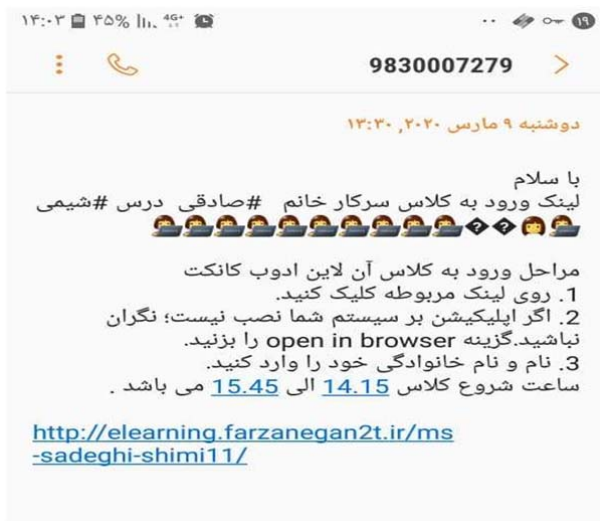 ۱۴:۰۳ ۴۵% 4G+ ۱۹
9830007279
دوشنبه ۹ مارس ۲۰۲۰, ۱۳:۳۰
با سلام
لینک ورود به کلاس سرکار خانم #صادقی درس #شیمی
👩‍💻👩��👩‍💻👩‍💻👩‍💻👩‍💻👩‍💻👩‍💻👩‍💻👩‍💻👩‍💻👩‍💻
مراحل ورود به کلاس آن لاین ادوب کانکت
1. روی لینک مربوطه کلیک کنید.
2. اگر اپلیکیشن بر سیستم شما نصب نیست؛ نگران
نباشید.گزینه open in browser را بزنید.
3. نام و نام خانوادگی خود را وارد کنید.
ساعت شروع کلاس 14.15 الی 15.45 می باشد .
http://elearning.farzanegan2t.ir/ms
-sadeghi-shimi11/